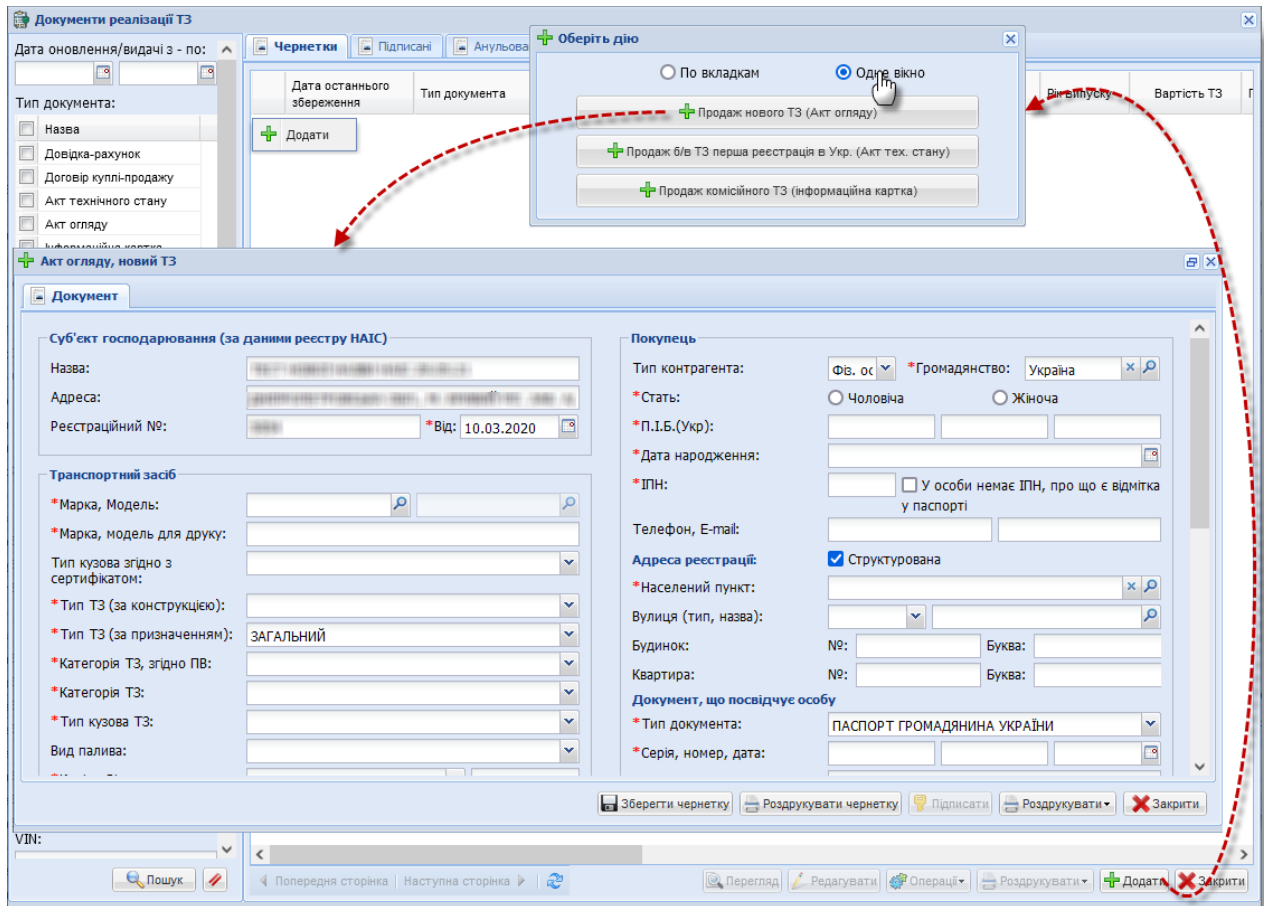 Документи реалізації ТЗ
Дата оновлення/видачі з - по:
Тип документа:
Назва
Довідка-рахунок
Договір куплі-продажу
Акт технічного стану
Акт огляду
Інформаційна картка
Чернетки
Підписані
Дата останнього
збереження
Тип документа
Рік випуску
Вартість ТЗ
Додати
Оберіть дію
По вкладкам
Одне вікно
Продаж нового ТЗ (Акт огляду)
Продаж б/в ТЗ перша реєстрація в Укр. (Акт тех. стану)
Продаж комісійного ТЗ (інформаційна картка)
Акт огляду, новий ТЗ
Документ
Суб'єкт господарювання (за даними реєстру НАІС)
Назва:
Адреса:
Реєстраційний №:
*Від: 10.03.2020
Транспортний засіб
*Марка, Модель:
*Марка, модель для друку:
Тип кузова згідно з
сертифікатом:
*Тип ТЗ (за конструкцією):
*Тип ТЗ (за призначенням): ЗАГАЛЬНИЙ
*Категорія ТЗ, згідно ПВ:
*Категорія ТЗ:
*Тип кузова ТЗ:
Вид палива:
Покупець
Тип контрагента: Фіз. ос *Громадянство: Україна
*Стать: Чоловіча Жіноча
*П.І.Б.(Укр):
*Дата народження:
*ІПН: У особи немає ІПН, про що є відмітка
у паспорті
Телефон, E-mail:
Адреса реєстрації: Структурована
*Населений пункт:
Вулиця (тип, назва):
Будинок: №: Буква:
Квартира: №: Буква:
Документ, що посвідчує особу
*Тип документа: ПАСПОРТ ГРОМАДЯНИНА УКРАЇНИ
*Серія, номер, дата:
Зберегти чернетку Роздрукувати чернетку Підписати Роздрукувати Закрити
VIN:
Пошук
Попередня сторінка Наступна сторінка
Перегляд Редагувати Операції Роздрукувати Додати Закрити